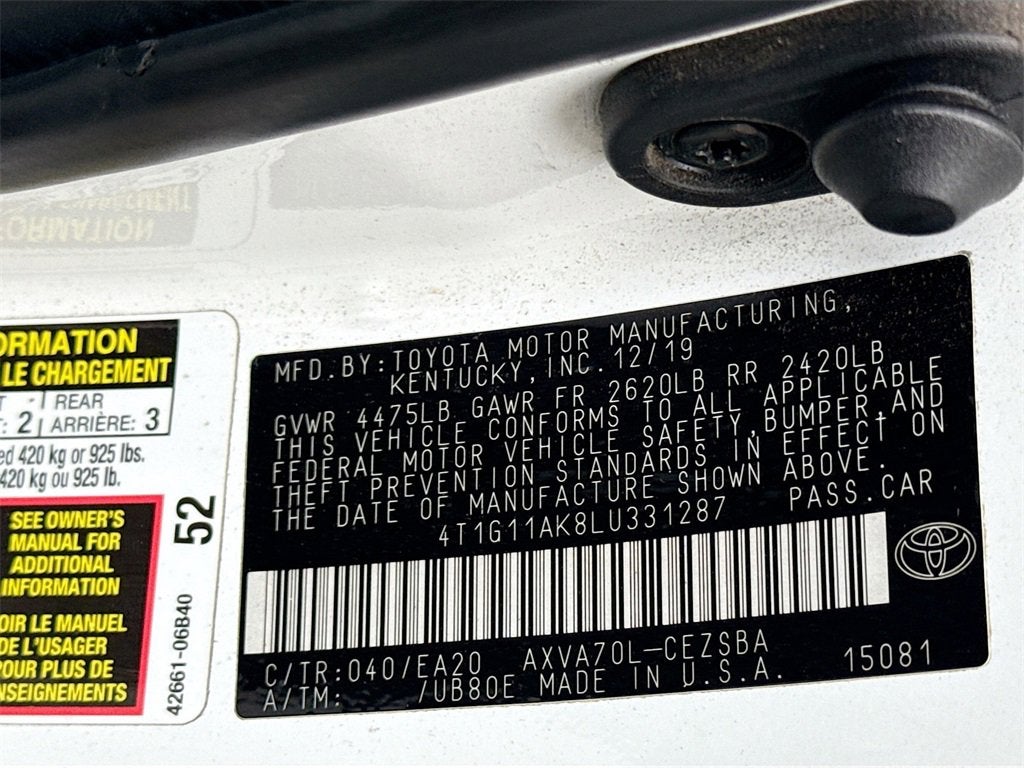 ORMATION
LE CHARGEMENT
REAR
: 2 ARRIÈRE: 3
ed 420 kg or 925 lbs.
420 kg ou 925 lb.
SEE OWNER'S
MANUAL FOR
ADDITIONAL
INFORMATION
OIR LE MANUEL
DE L'USAGER
POUR PLUS DE
NSEIGNEMENTS
52
42661-06B40
MFD.BY:TOYOTA MOTOR MANUFACTURING,
KENTUCKY,INC.12/19
GVWR 4475LB GAWR FR 2620LB RR 2420LB
THIS VEHICLE CONFORMS TO ALL APPLICABLE
FEDERAL MOTOR VEHICLE SAFETY,BUMPER,AND
THEFT PREVENTION STANDARDS IN EFFECT ON
THE DATE OF MANUFACTURE SHOWN ABOVE.
4T1G11AK8LU331287 PASS.CAR
C/TR:040/EA20 AXVA70L-CEZSBA 15081
A/TM: /UB80E MADE IN U.S.A.